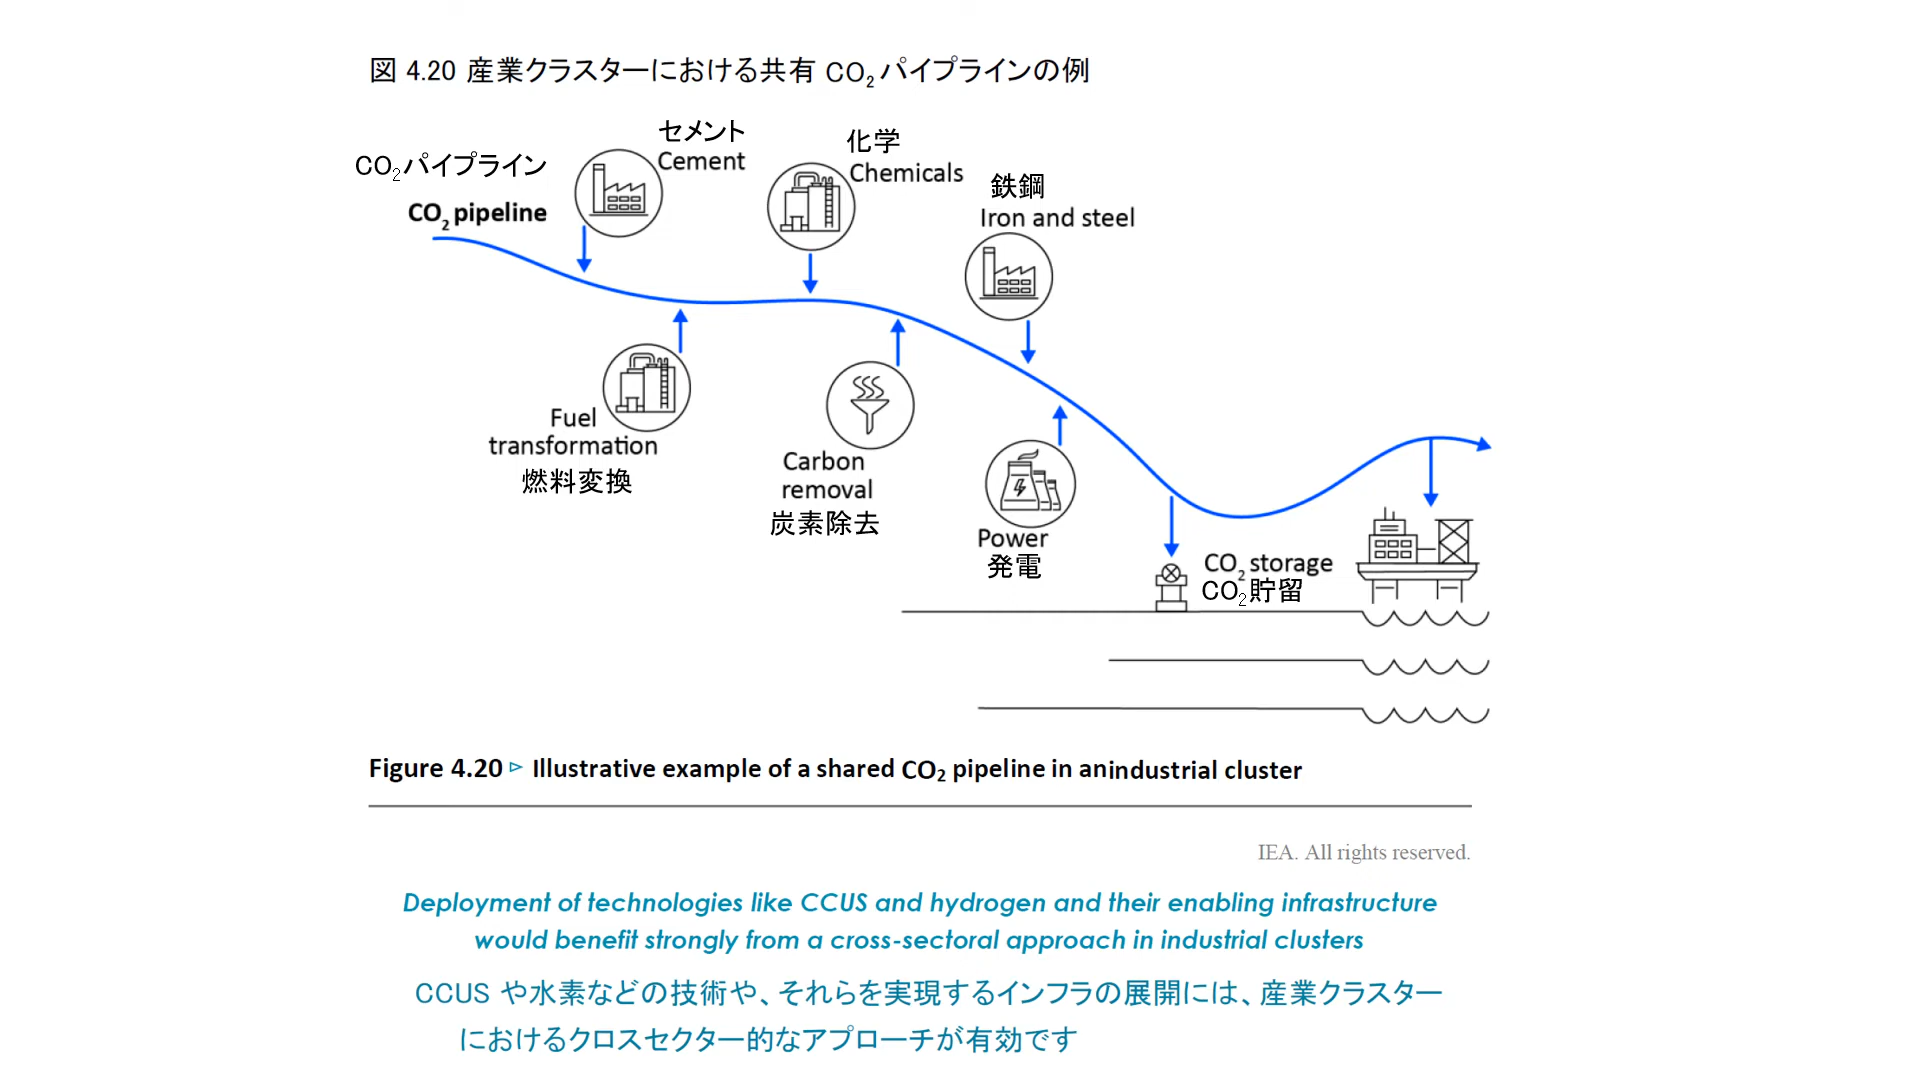 図 4.20 産業クラスターにおける共有 CO₂ パイプラインの例
CO₂パイプライン
CO₂ pipeline
セメント
Cement
化学
Chemicals
鉄鋼
Iron and steel
Fuel
transformation
燃料変換
Carbon
removal
炭素除去
Power
発電
CO₂ storage
CO₂貯留
Figure 4.20 ▻ Illustrative example of a shared CO₂ pipeline in anindustrial cluster
IEA. All rights reserved.
Deployment of technologies like CCUS and hydrogen and their enabling infrastructure
would benefit strongly from a cross-sectoral approach in industrial clusters
CCUS や水素などの技術や、それらを実現するインフラの展開には、産業クラスター
におけるクロスセクター的なアプローチが有効です